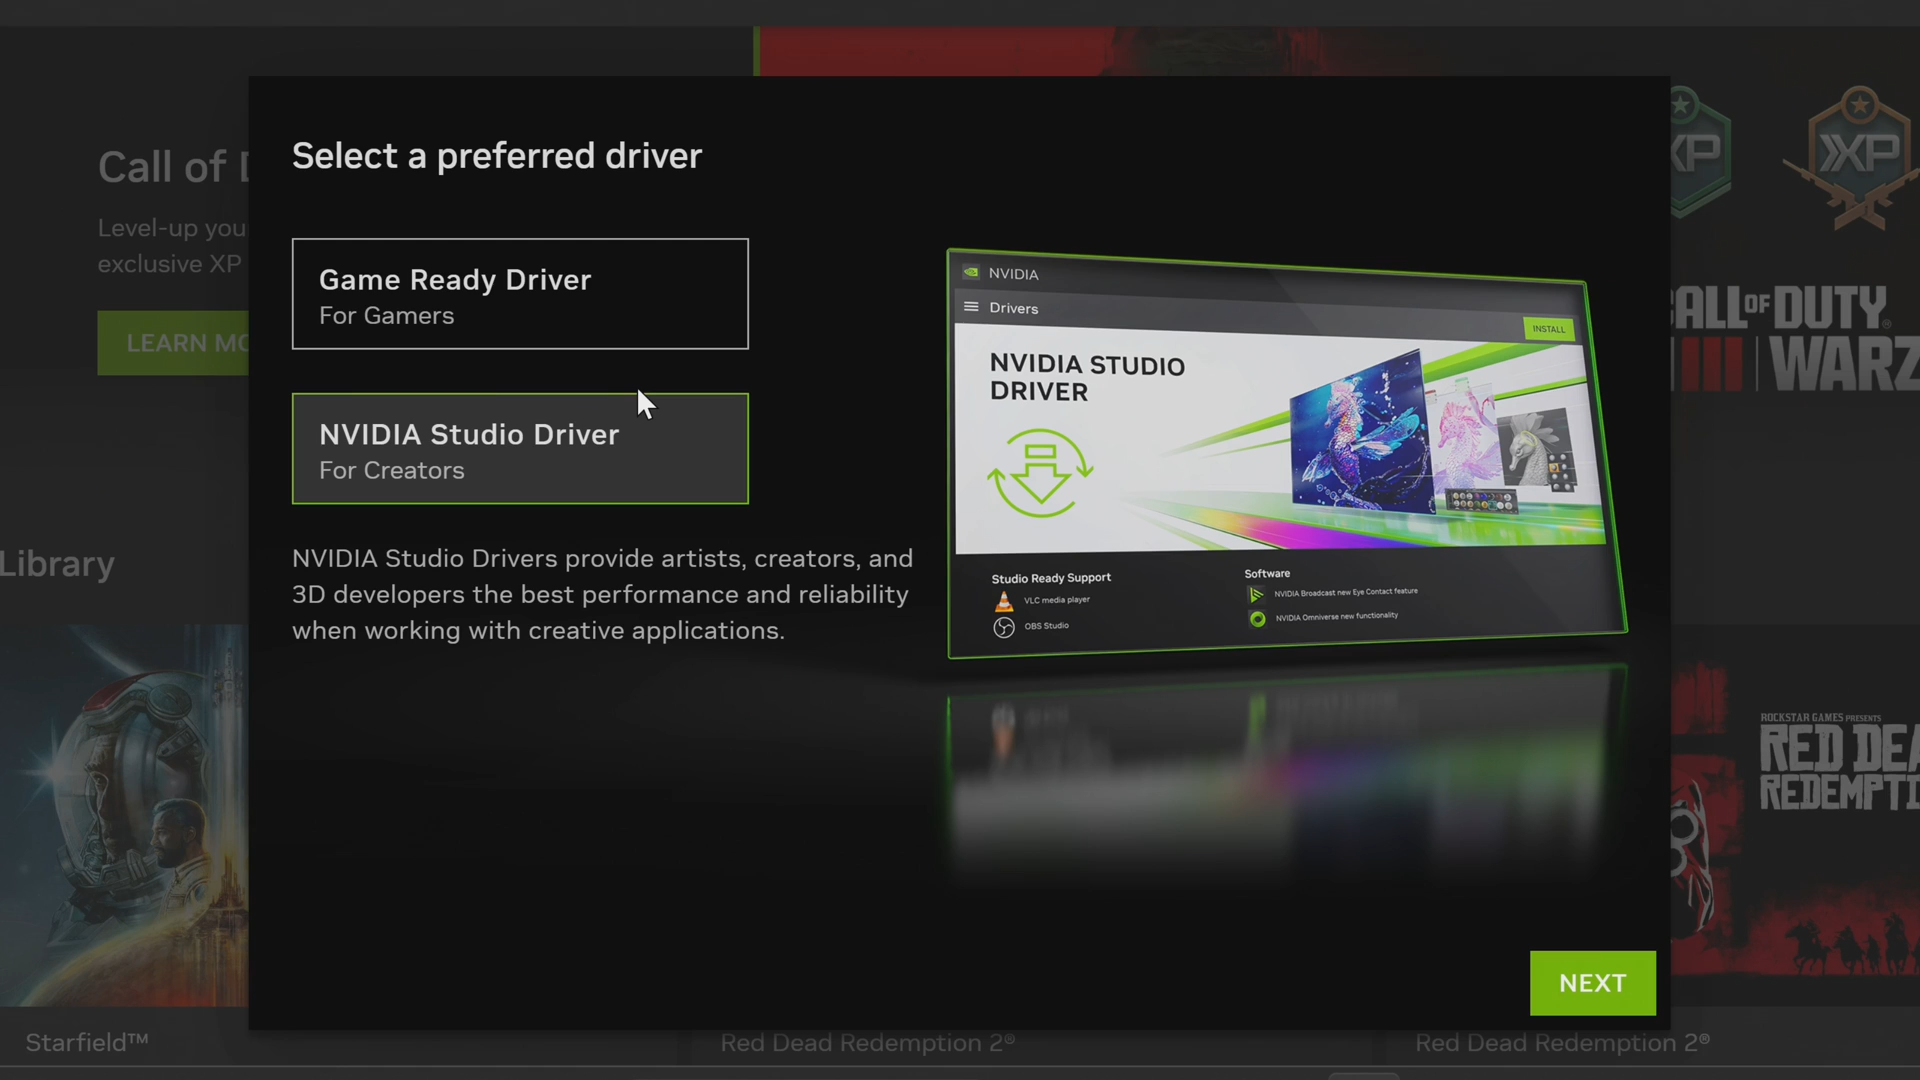 Call of
Level-up you
exclusive XP
LEARN MO
Select a preferred driver
Game Ready Driver
For Gamers
NVIDIA Studio Driver
For Creators
NVIDIA Studio Drivers provide artists, creators, and
3D developers the best performance and reliability
when working with creative applications.
NVIDIA
Drivers
INSTALL
NVIDIA STUDIO
DRIVER
Studio Ready Support
VLC media player
OBS Studio
Software
NVIDIA Broadcast new Eye Contact feature
NVIDIA Omniverse new functionality
NEXT
XP
XP
CALL OF DUTY®
III | WARZ
Library
ROCKSTAR GAMES PRESENTS
RED DEA
REDEMPTI
Starfield™
Red Dead Redemption 2®
Red Dead Redemption 2®